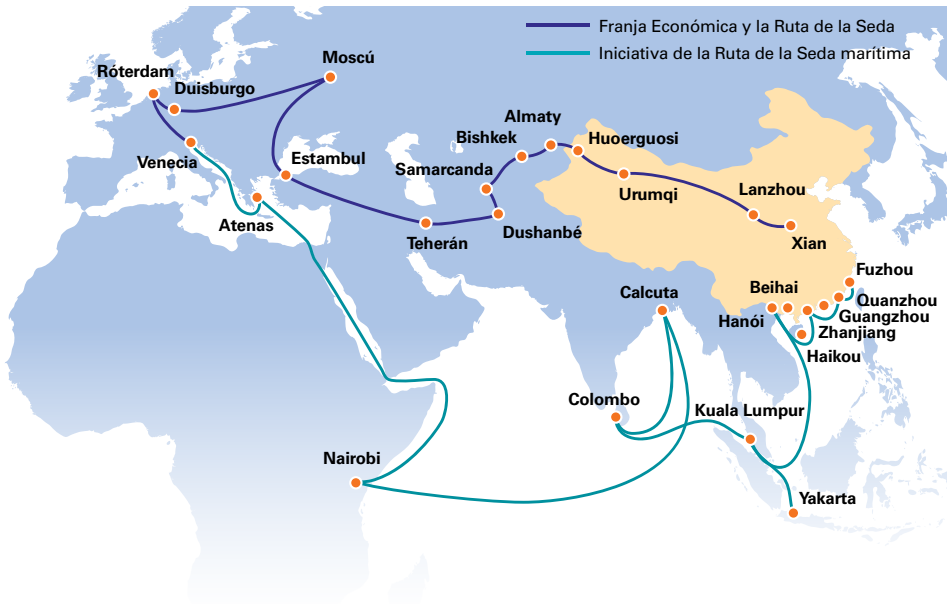 Franja Económica y la Ruta de la Seda
Iniciativa de la Ruta de la Seda marítima
Moscú
Róterdam
Duisburgo
Almaty
Bishkek
Huoerguosi
Venecia
Estambul
Samarcanda
Urumqi
Lanzhou
Atenas
Teherán
Dushanbé
Xian
Fuzhou
Beihai
Calcuta
Quanzhou
Hanói
Guangzhou
Zhanjiang
Haikou
Colombo
Kuala Lumpur
Nairobi
Yakarta